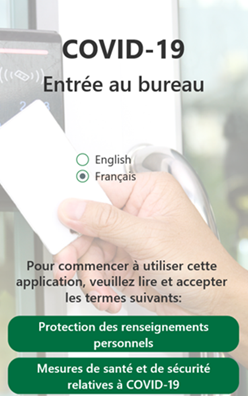 COVID-19
Entrée au bureau
English
Français
Pour commencer à utiliser cette
application, veuillez lire et accepter
les termes suivants:
Protection des renseignements
personnels
Mesures de santé et de sécurité
relatives à COVID-19